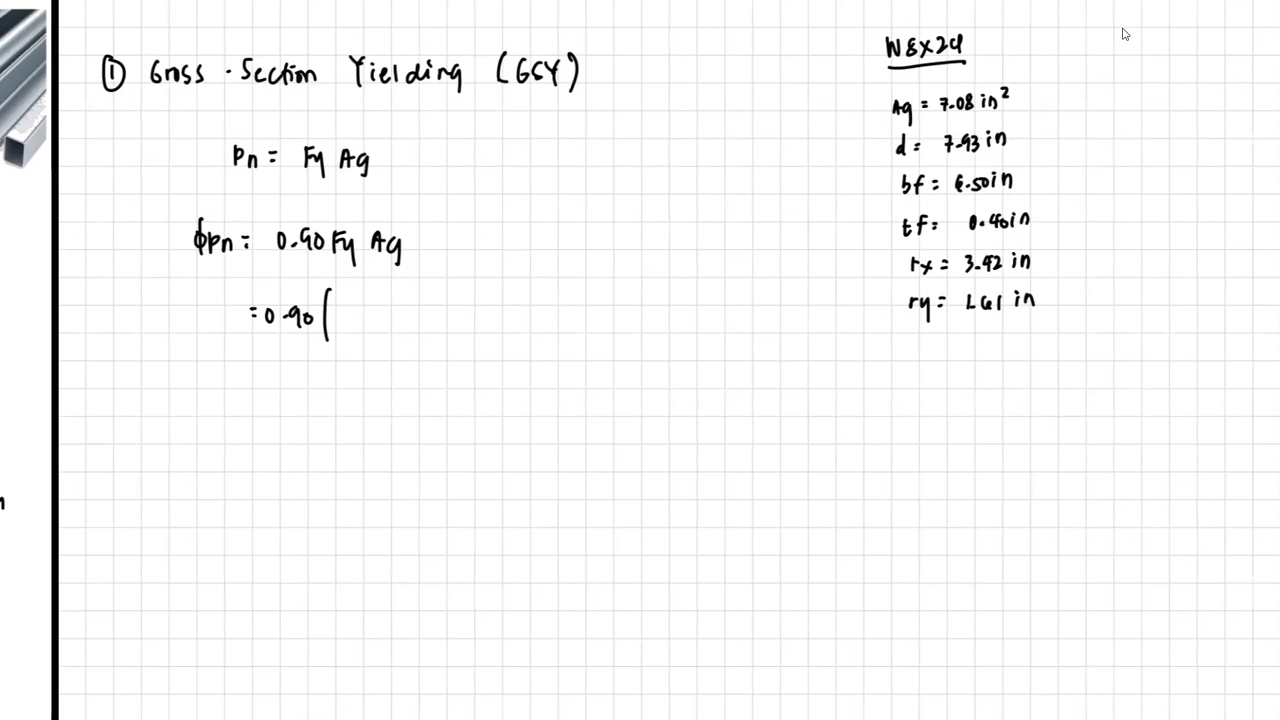 ① Gross-Section Yielding (GSY)
Pn = Fy Ag
ϕPn = 0.90 Fy Ag
= 0.90 (
W8x24
Ag = 7.08 in²
d = 7.93 in
bf = 6.50 in
tf = 0.40 in
rx = 3.42 in
ry = 1.61 in